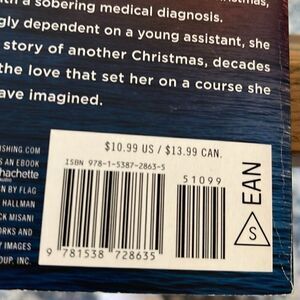 with a sobering medical diagnosis.
gly dependent on a young assistant, she
story of another Christmas, decades
the love that set her on a course she
ave imagined.
$10.99 US / $13.99 CAN.
ISBN 978-1-5387-2863-5
51099
9 781538 728635
EAN
S
ISHING.COM
S AN EBOOK
hachette
N BY FLAG
HALLMAN
CK MISANI
ORKS AND
Y IMAGES
OUP, INC.